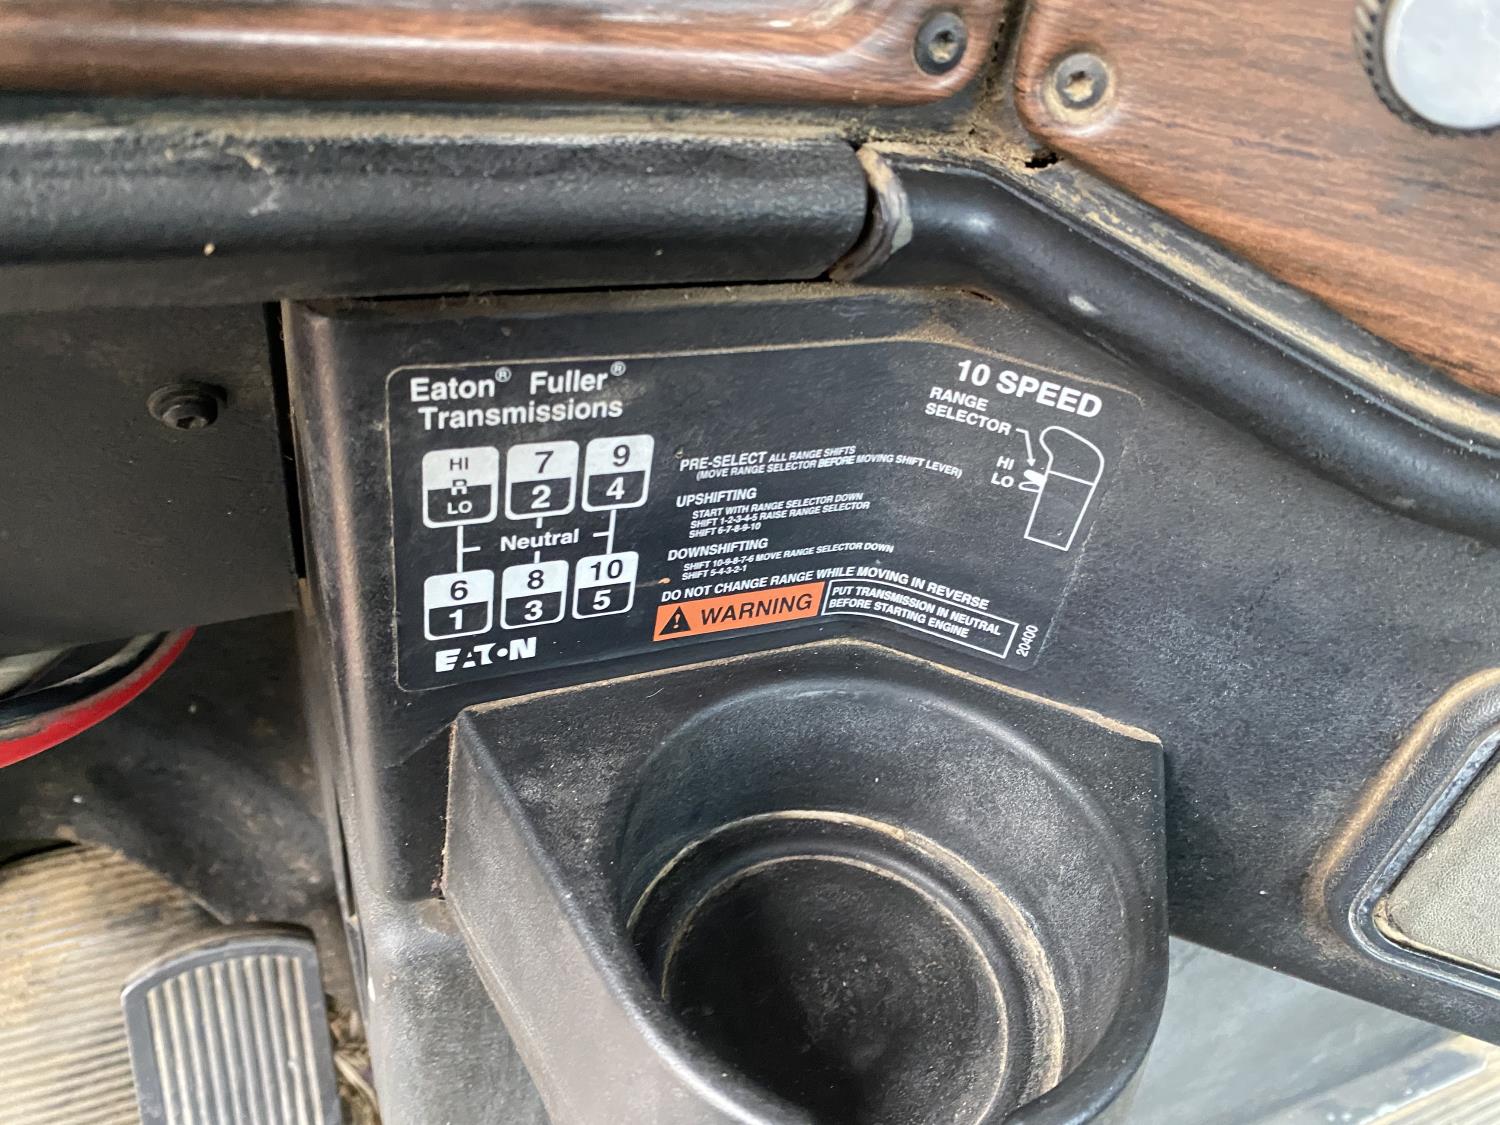 Eaton® Fuller®
Transmissions
HI
R
LO
7
2
9
4
Neutral
6
1
8
3
10
5
EATON
PRE-SELECT ALL RANGE SHIFTS
(MOVE RANGE SELECTOR BEFORE MOVING SHIFT LEVER)
UPSHIFTING
START WITH RANGE SELECTOR DOWN
SHIFT 1-2-3-4-5 RAISE RANGE SELECTOR
SHIFT 6-7-8-9-10
DOWNSHIFTING
SHIFT 10-9-8-7-6 MOVE RANGE SELECTOR DOWN
SHIFT 5-4-3-2-1
DO NOT CHANGE RANGE WHILE MOVING IN REVERSE
WARNING
PUT TRANSMISSION IN NEUTRAL
BEFORE STARTING ENGINE
10 SPEED
RANGE
SELECTOR
HI
LO
20400